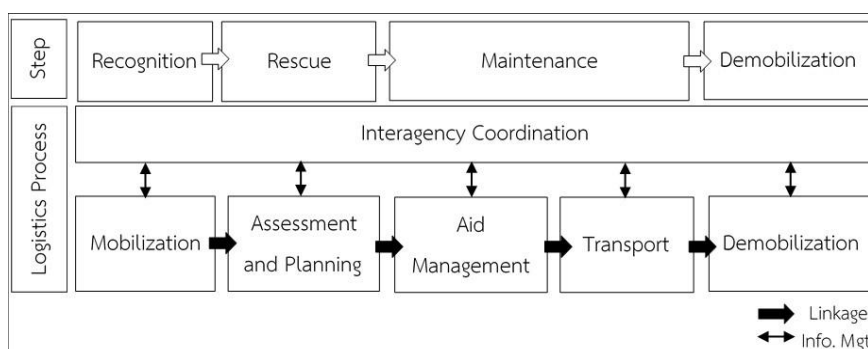 Step
Recognition
Rescue
Maintenance
Demobilization
Logistics Process
Interagency Coordination
Mobilization
Assessment
and Planning
Aid
Management
Transport
Demobilization
Linkage
Info. Mgt